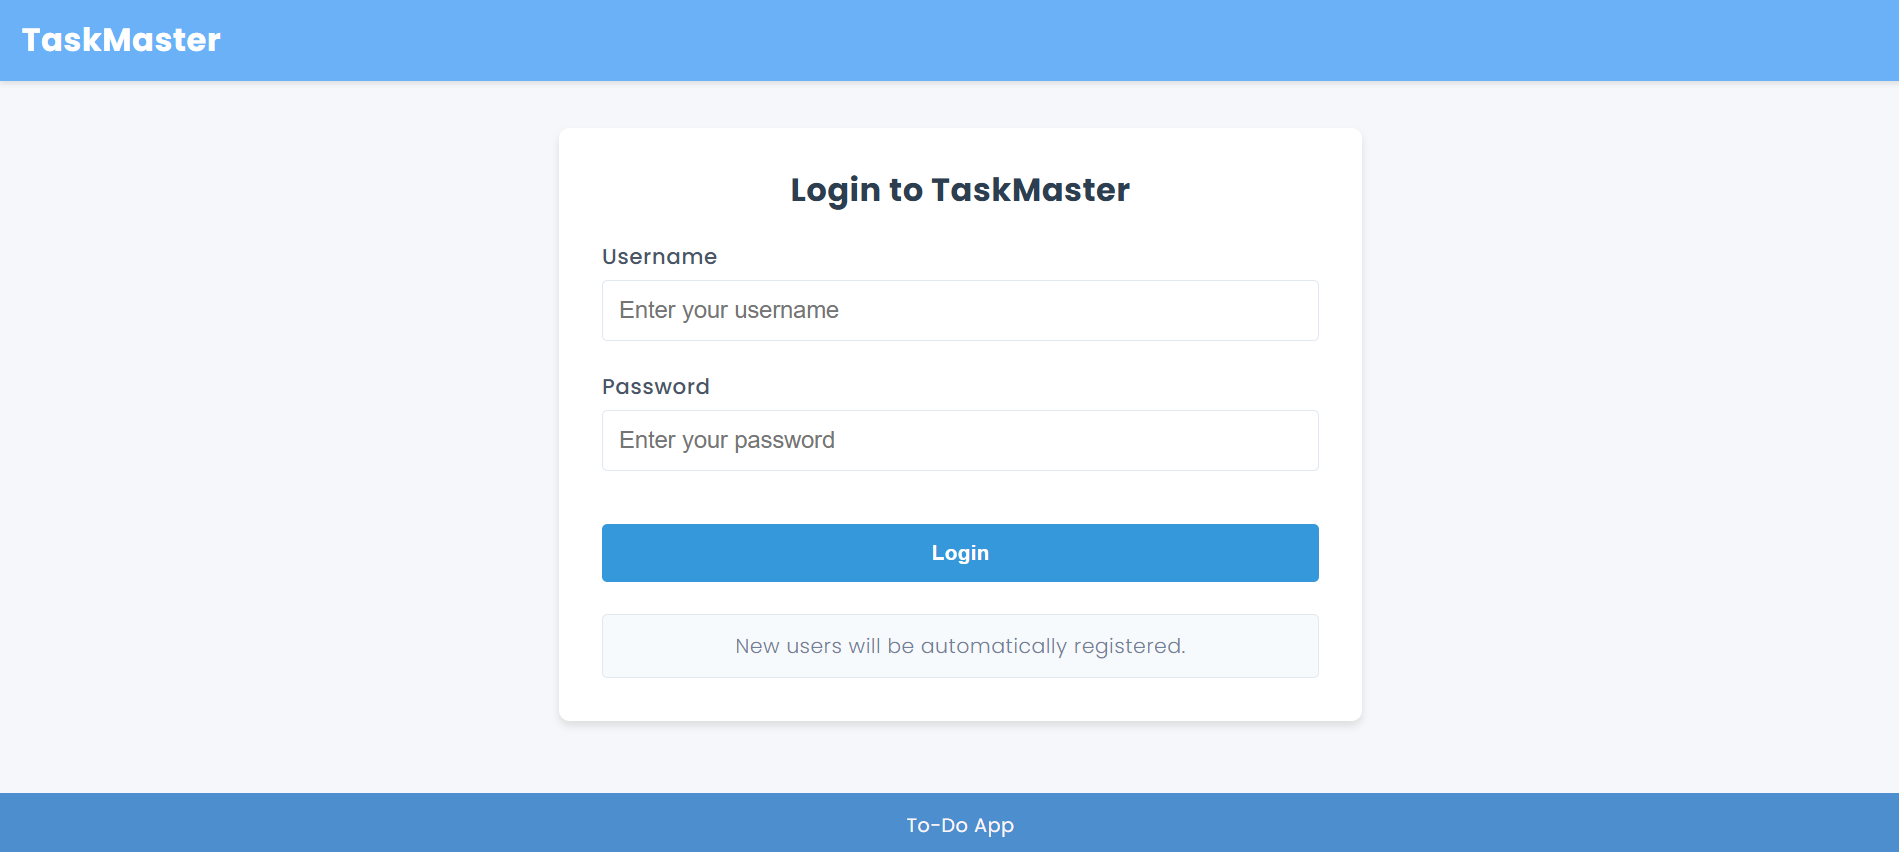 TaskMaster
Login to TaskMaster
Username
Enter your username
Password
Enter your password
Login
New users will be automatically registered.
To-Do App